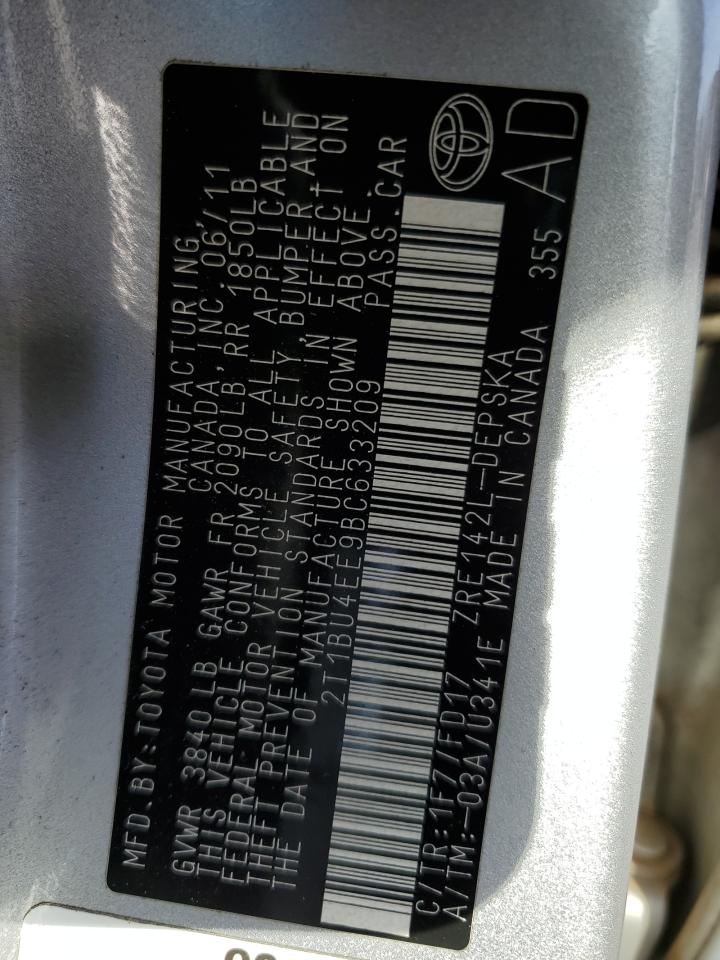 MFD.BY:TOYOTA MOTOR MANUFACTURING,
CANADA, INC. 06/11
GVWR 3840LB GAWR FR 2090LB, RR 1850LB
THIS VEHICLE CONFORMS TO ALL APPLICABLE
FEDERAL MOTOR VEHICLE SAFETY, BUMPER AND
THEFT PREVENTION STANDARDS IN EFFECT ON
THE DATE OF MANUFACTURE SHOWN ABOVE.
2T1BU4EE9BC633209 PASS.CAR
C/TR:1F7/FD17 ZRE142L-DEPSKA
A/TM:-03A/U341E MADE IN CANADA 355 AD